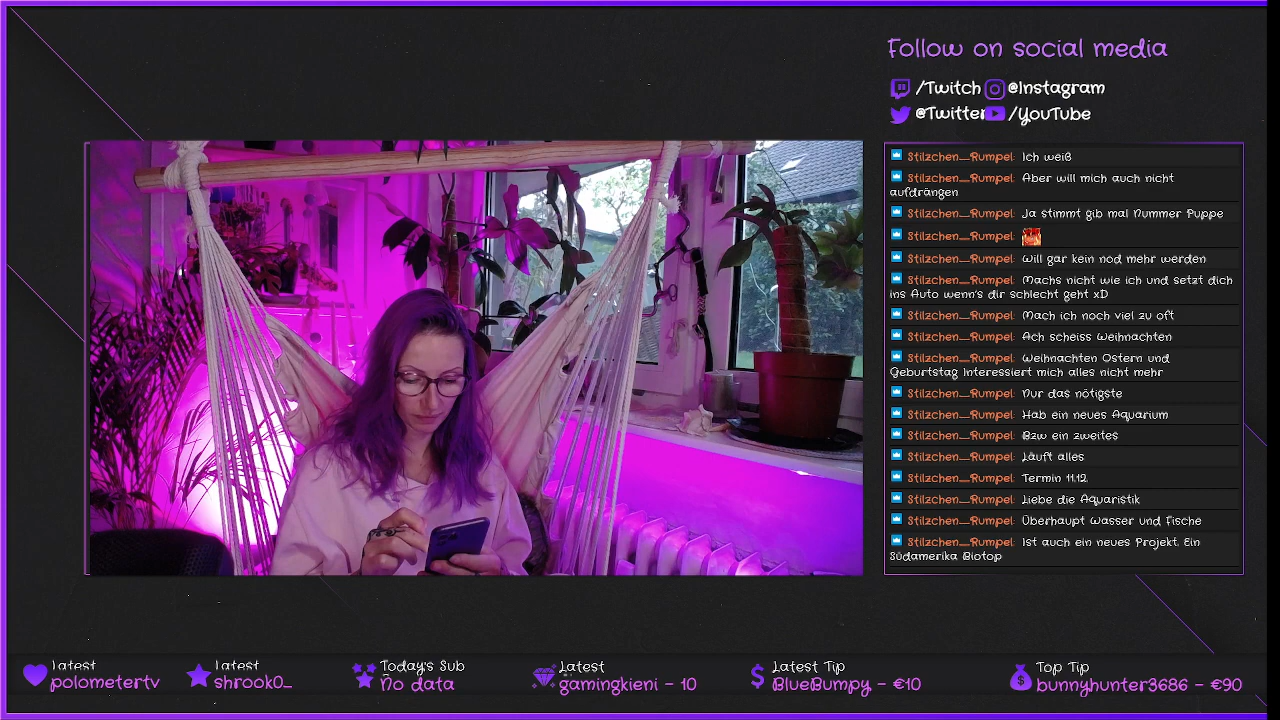 Follow on social media
/Twitch @Instagram
@Twitter /YouTube
Stilzchen__Rumpel: Ich weiß
Stilzchen__Rumpel: Aber will mich auch nicht
aufdrängen
Stilzchen__Rumpel: Ja stimmt gib mal Nummer Puppe
Stilzchen__Rumpel:
Stilzchen__Rumpel: Will gar kein nod mehr werden
Stilzchen__Rumpel: Machs nicht wie ich und setzt dich
ins Auto wenn's dir schlecht geht xD
Stilzchen__Rumpel: Mach ich noch viel zu oft
Stilzchen__Rumpel: Ach scheiss Weihnachten
Stilzchen__Rumpel: Weihnachten Ostern und
Geburtstag Interessiert mich alles nicht mehr
Stilzchen__Rumpel: Nur das nötigste
Stilzchen__Rumpel: Hab ein neues Aquarium
Stilzchen__Rumpel: Bzw ein zweites
Stilzchen__Rumpel: Läuft alles
Stilzchen__Rumpel: Termin 11.12.
Stilzchen__Rumpel: Liebe die Aquaristik
Stilzchen__Rumpel: Überhaupt Wasser und Fische
Stilzchen__Rumpel: Ist auch ein neues Projekt. Ein
Südamerika Biotop
Latest
polometertv
Latest
shrook0_
Today's Sub
No data
Latest
gamingkieni - 10
Latest Tip
BlueBumpy - €10
Top Tip
bunnyhunter3686 - €90